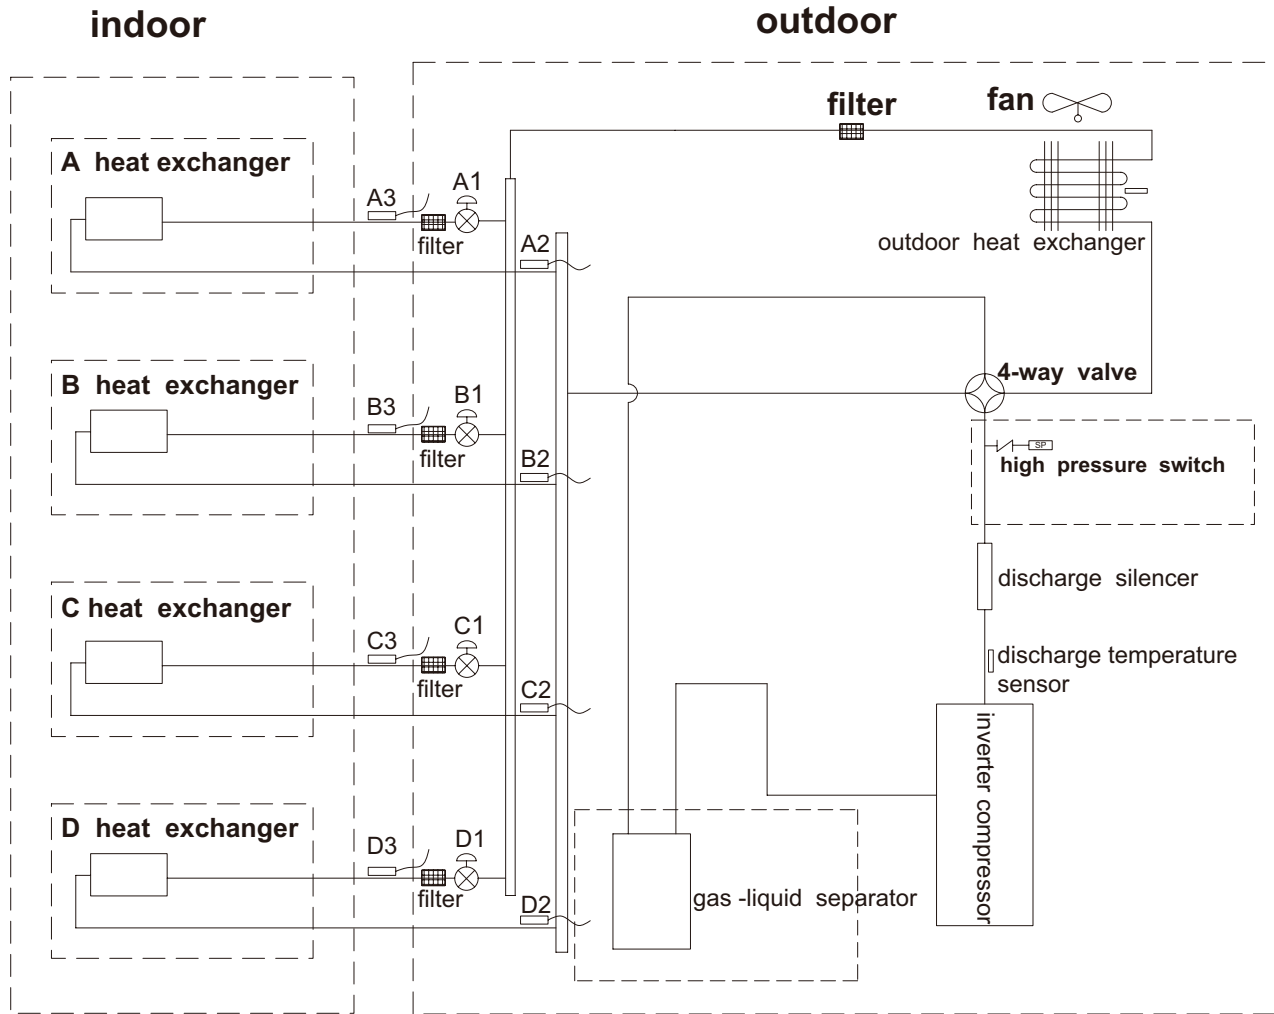 indoor
outdoor
filter
fan
A heat exchanger
A3
A1
filter
A2
outdoor heat exchanger
4-way valve
B heat exchanger
B3
B1
filter
B2
SP
high pressure switch
discharge silencer
C heat exchanger
C3
C1
filter
C2
discharge temperature
sensor
inverter compressor
D heat exchanger
D3
D1
filter
D2
gas -liquid separator